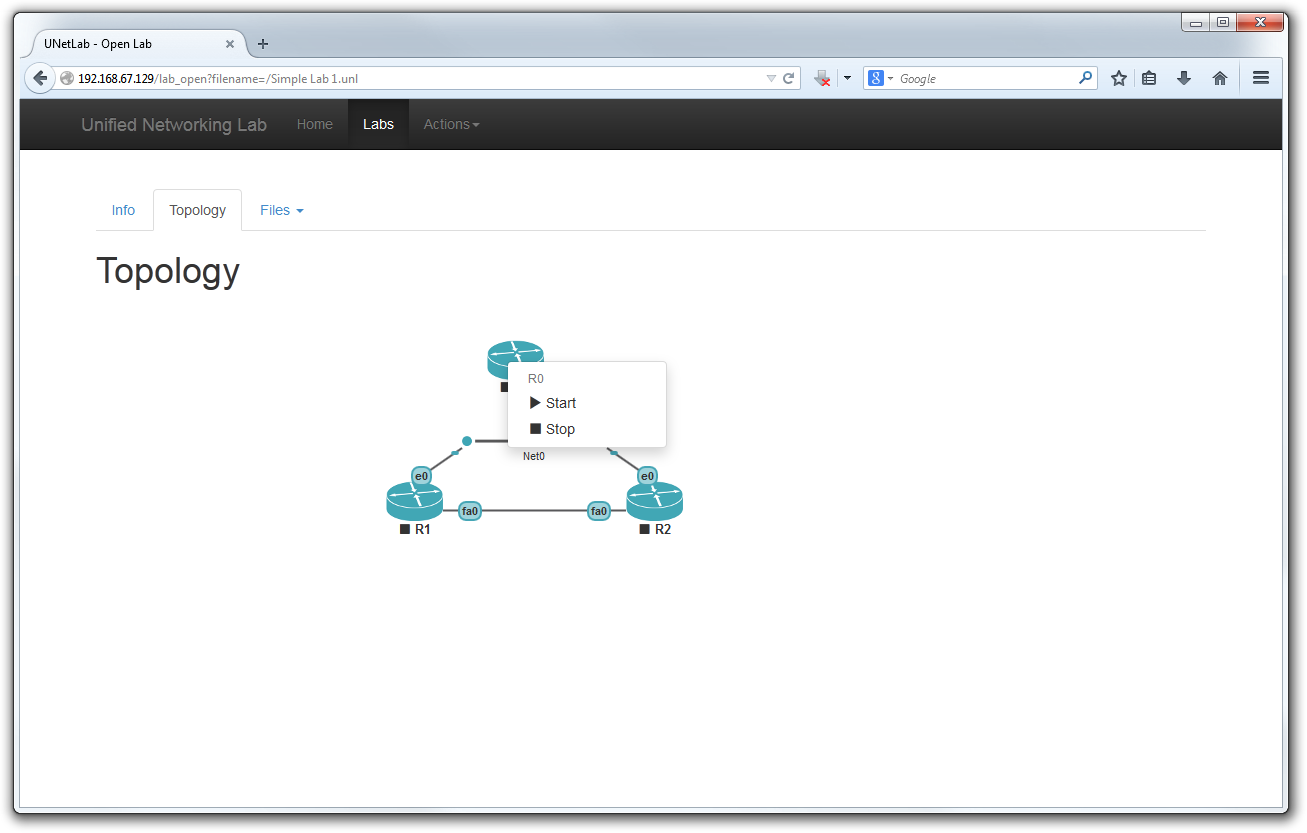 UNetLab - Open Lab
192.168.67.129/lab_open?filename=/Simple Lab 1.unl
Google
Unified Networking Lab Home Labs Actions
Info Topology Files
Topology
R0
Start
Stop
Net0
e0 e0
fa0 fa0
R1 R2